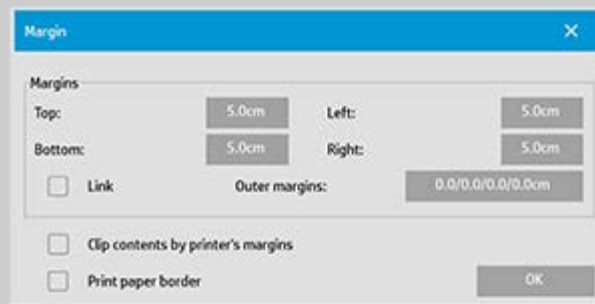 Margin
Margins
Top: 5.0cm Left: 5.0cm
Bottom: 5.0cm Right: 5.0cm
Link Outer margins: 0.0/0.0/0.0/0.0cm
Clip contents by printer's margins
Print paper border OK